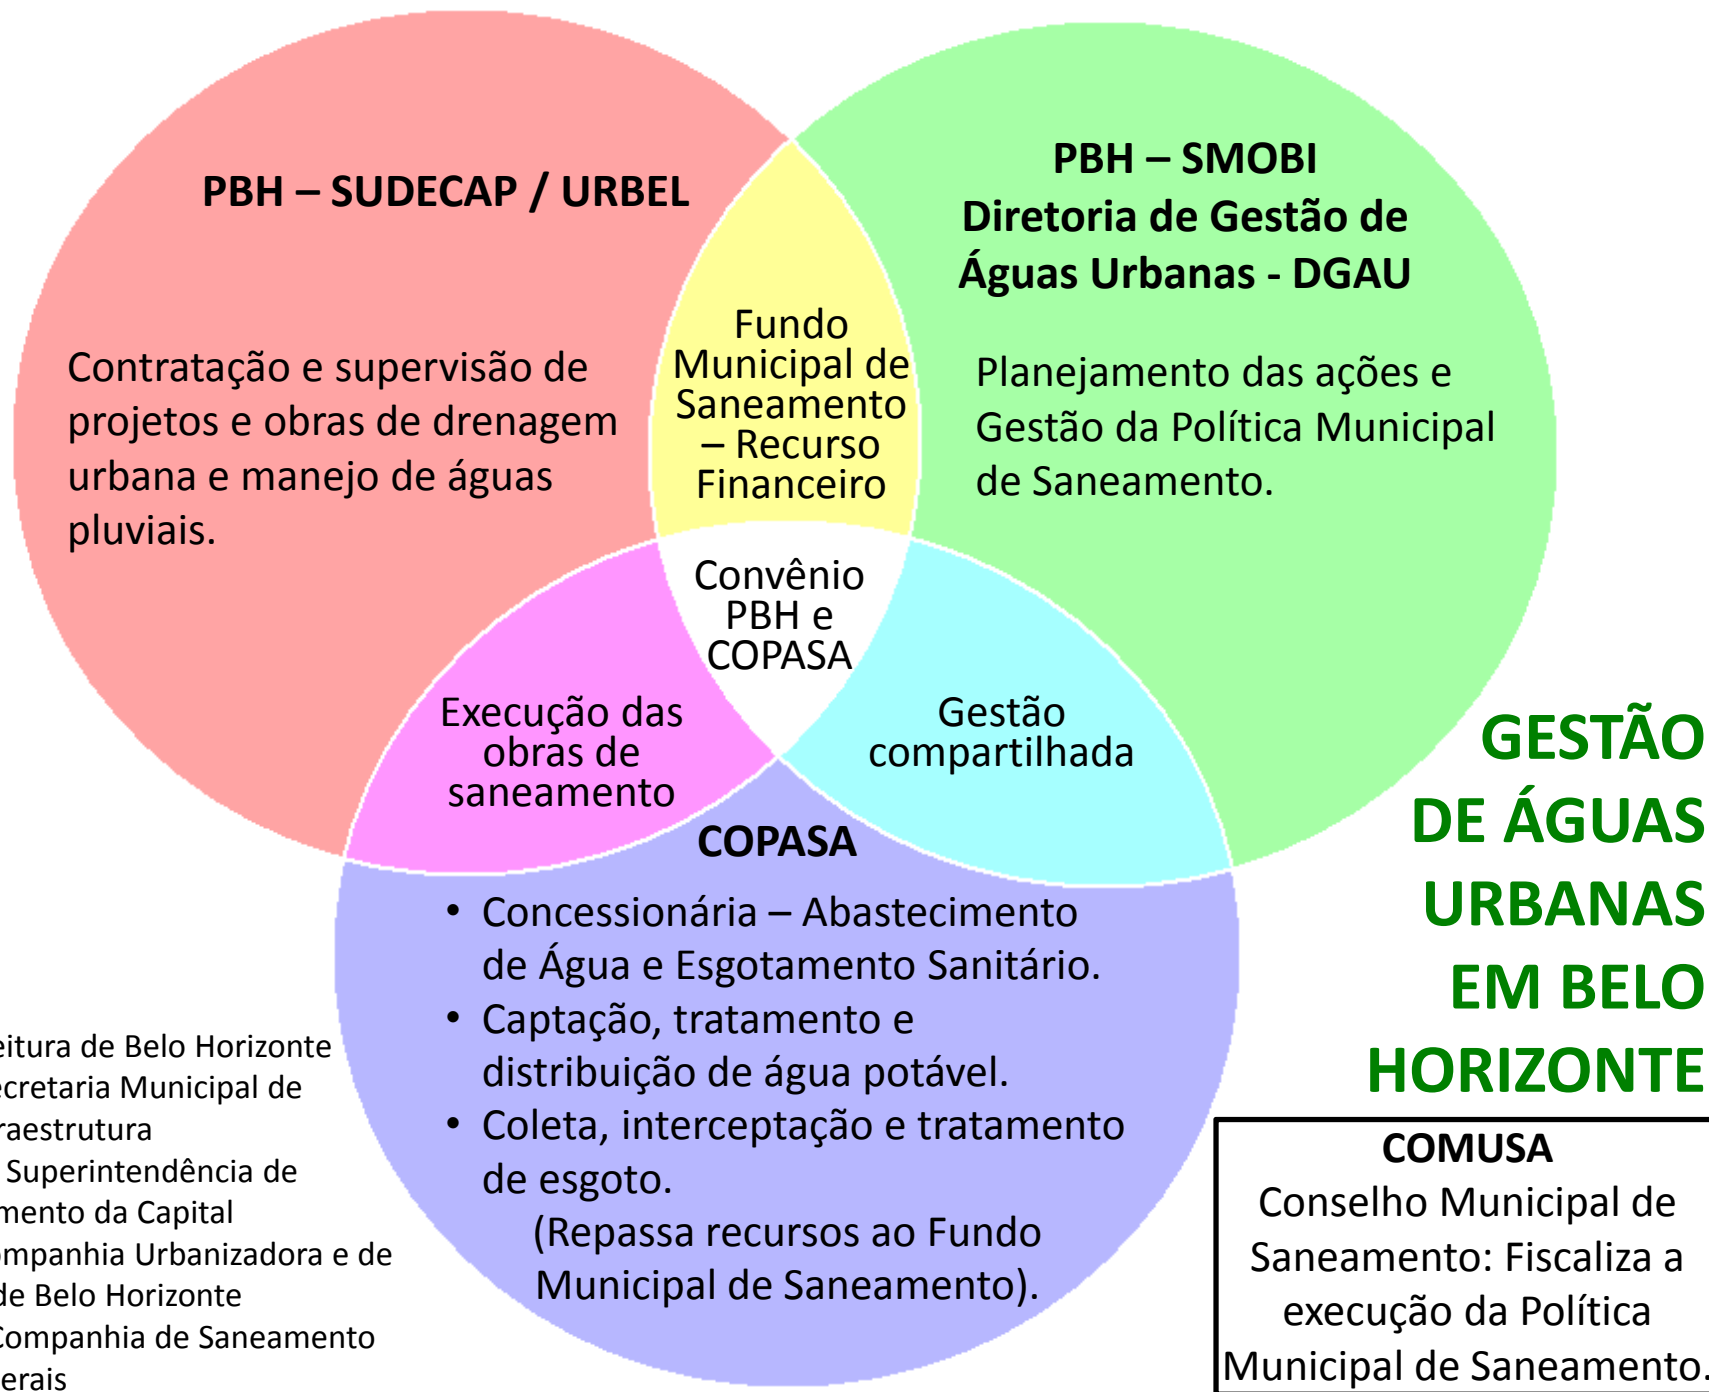 PBH – SUDECAP / URBEL
Contratação e supervisão de
projetos e obras de drenagem
urbana e manejo de águas
pluviais.
Fundo
Municipal de
Saneamento
– Recurso
Financeiro
PBH – SMOBI
Diretoria de Gestão de
Águas Urbanas - DGAU
Planejamento das ações e
Gestão da Política Municipal
de Saneamento.
Convênio
PBH e
COPASA
Execução das
obras de
saneamento
Gestão
compartilhada
COPASA
• Concessionária – Abastecimento
de Água e Esgotamento Sanitário.
• Captação, tratamento e
distribuição de água potável.
• Coleta, interceptação e tratamento
de esgoto.
(Repassa recursos ao Fundo
Municipal de Saneamento).
GESTÃO
DE ÁGUAS
URBANAS
EM BELO
HORIZONTE
eitura de Belo Horizonte
ecretaria Municipal de
raestrutura
Superintendência de
mento da Capital
ompanhia Urbanizadora e de
de Belo Horizonte
Companhia de Saneamento
erais
COMUSA
Conselho Municipal de
Saneamento: Fiscaliza a
execução da Política
Municipal de Saneamento.